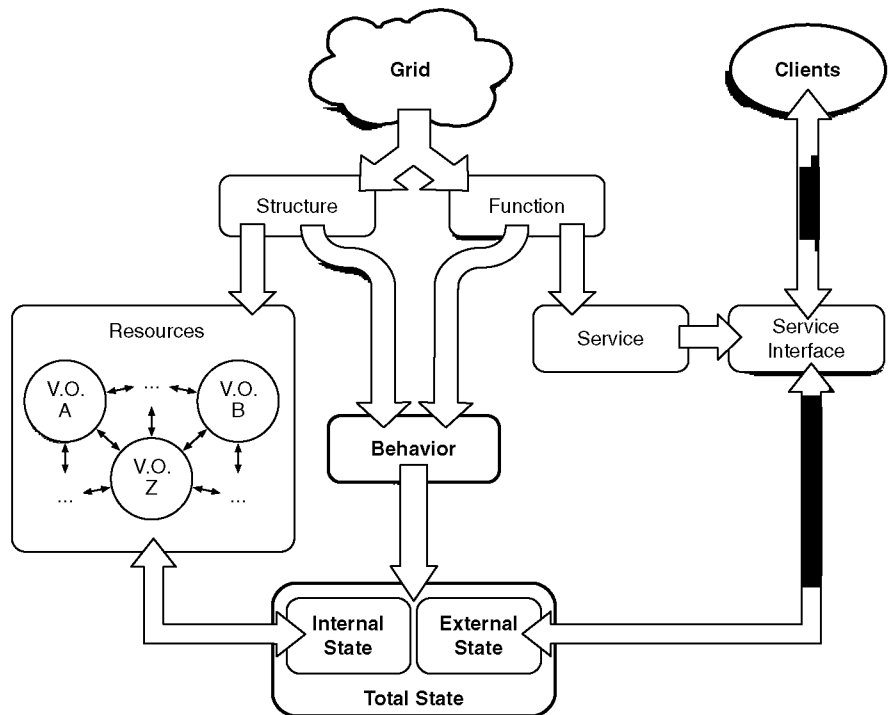 Grid
Clients
Structure
Function
Resources
Service
Service
Interface
V.O.
A
...
V.O.
B
V.O.
Z
...
...
Behavior
Internal
State
External
State
Total State